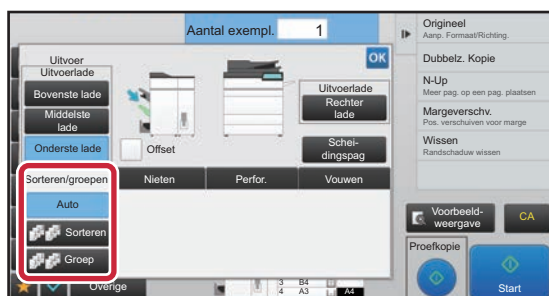 Aantal exempl. 1
OK
Uitvoer
Uitvoerlade
Bovenste lade
Middelste
lade
Onderste lade
Offset
Uitvoerlade
Rechter
lade
Schei-
dingspag
Sorteren/groepen
Auto
Sorteren
Groep
Nieten
Perfor.
Vouwen
Overige
3 B4
4 A3
A4
Origineel
Aanp. Formaat/Richting.
Dubbelz. Kopie
N-Up
Meer pag. op een pag. plaatsen
Margeverschv.
Pos. verschuiven voor marge
Wissen
Randschaduw wissen
Voorbeeld-
weergave
CA
Proefkopie
Start